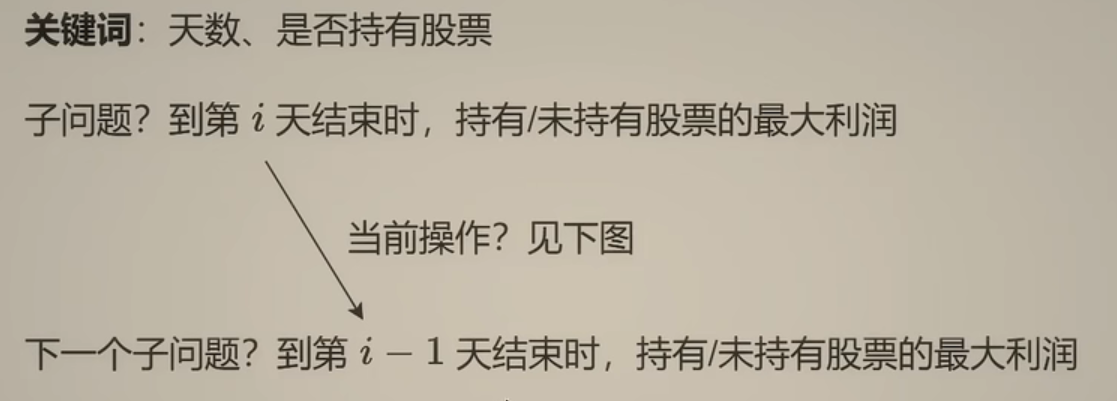 关键词：天数、是否持有股票
子问题？到第 i 天结束时，持有/未持有股票的最大利润
当前操作？见下图
下一个子问题？到第 i − 1 天结束时，持有/未持有股票的最大利润